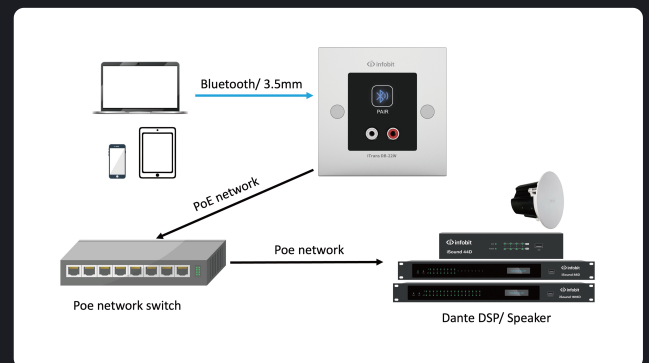 infobit
Bluetooth/ 3.5mm
PAIR
iTrans BR-22W
PoE network
Poe network
infobit
iSound 44D
infobit
infobit
Poe network switch
Dante DSP/ Speaker